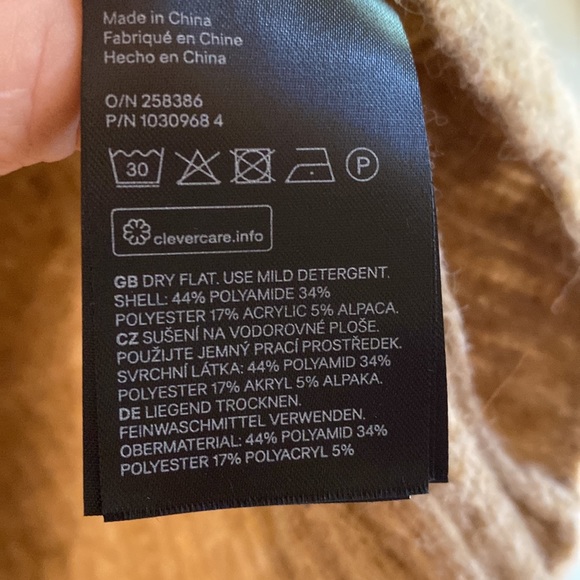 Made in China
Fabriqué en Chine
Hecho en China
O/N 258386
P/N 1030968 4
30 P
clevercare.info
GB DRY FLAT. USE MILD DETERGENT.
SHELL: 44% POLYAMIDE 34%
POLYESTER 17% ACRYLIC 5% ALPACA.
CZ SUŠENÍ NA VODOROVNÉ PLOŠE.
POUŽIJTE JEMNÝ PRACÍ PROSTŘEDEK.
SVRCHNÍ LÁTKA: 44% POLYAMID 34%
POLYESTER 17% AKRYL 5% ALPAKA.
DE LIEGEND TROCKNEN.
FEINWASCHMITTEL VERWENDEN.
OBERMATERIAL: 44% POLYAMID 34%
POLYESTER 17% POLYACRYL 5%